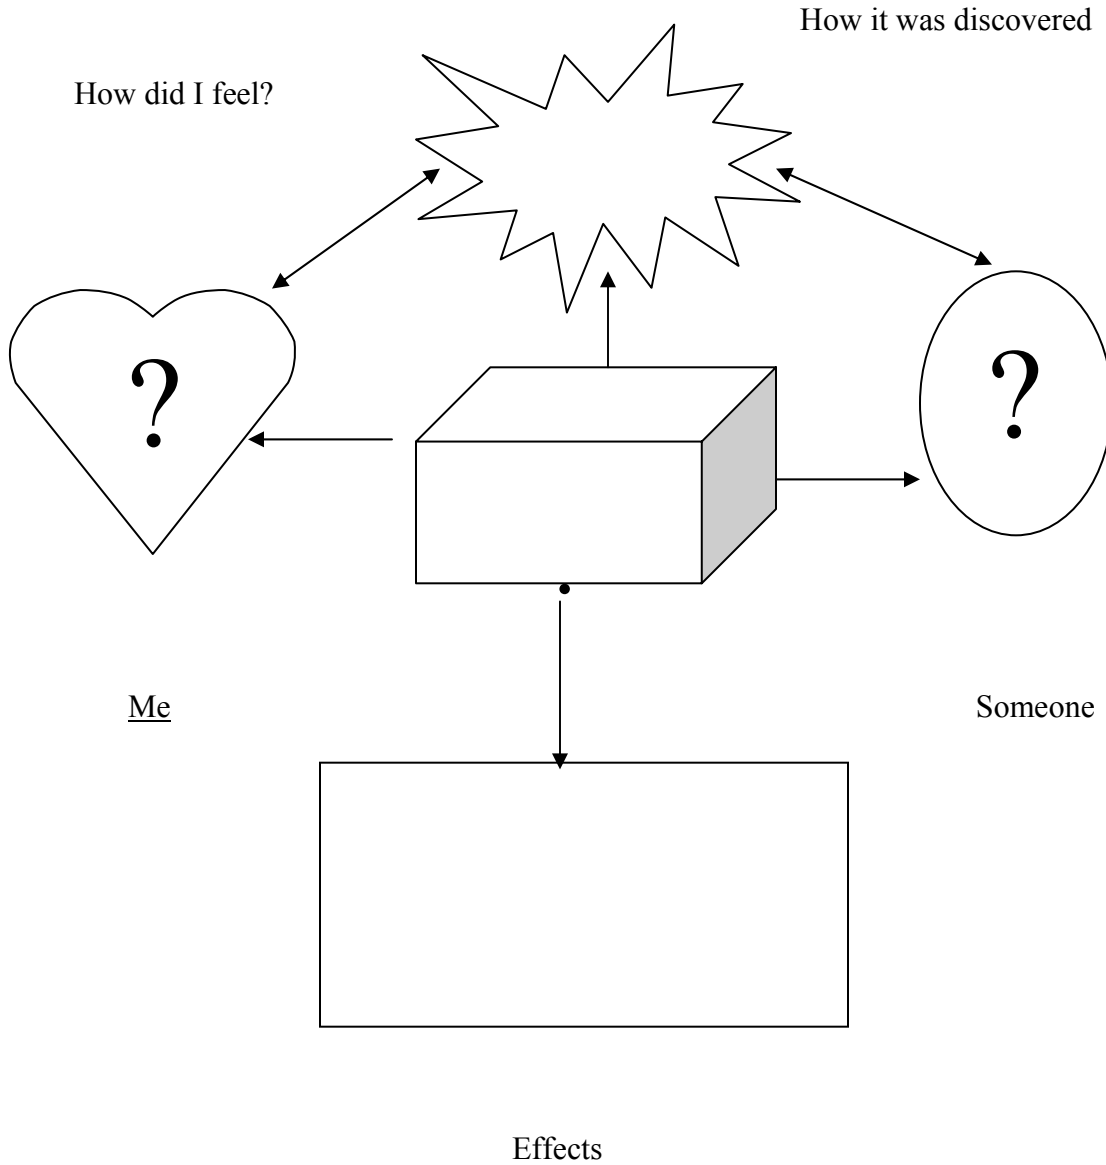 How it was discovered
How did I feel?
?
?
Me
Someone
Effects